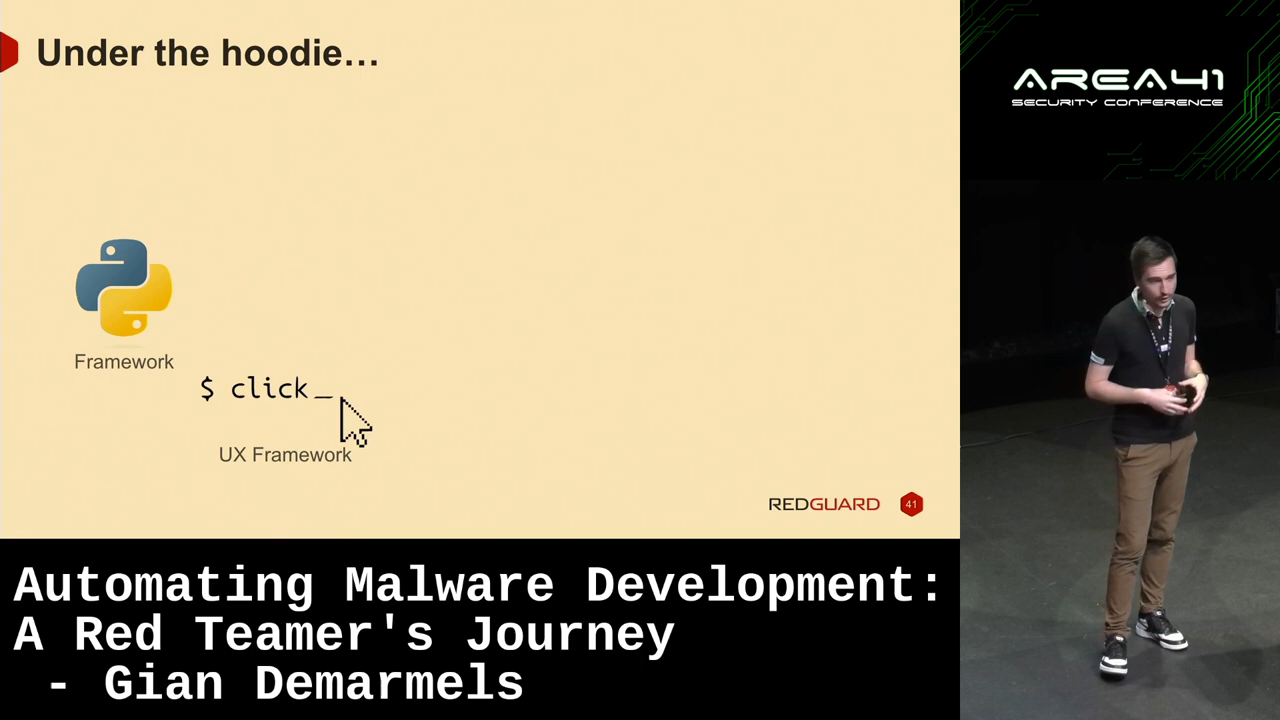 Under the hoodie…
Framework
$ click_
UX Framework
REDGUARD
41
AREA41
SECURITY CONFERENCE
Automating Malware Development:
A Red Teamer's Journey
- Gian Demarmels